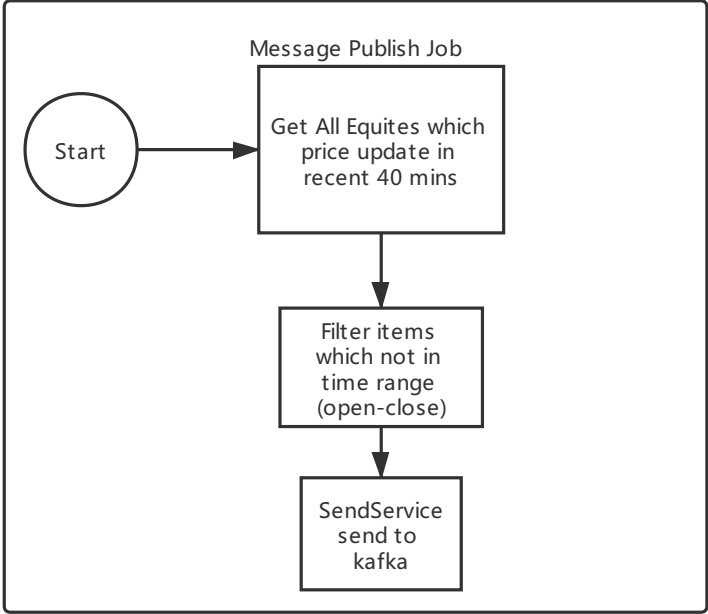 Message Publish Job
Start
Get All Equites which
price update in
recent 40 mins
Filter items
which not in
time range
(open-close)
SendService
send to
kafka